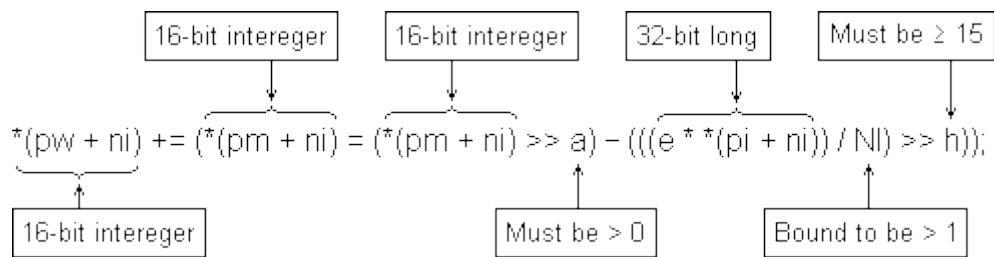 16-bit intereger 16-bit intereger 32-bit long Must be ≥ 15
*(pw + ni) += (*(pm + ni) = (*(pm + ni) >> a) – (((e * *(pi + ni)) / NI) >> h));
16-bit intereger Must be > 0 Bound to be > 1